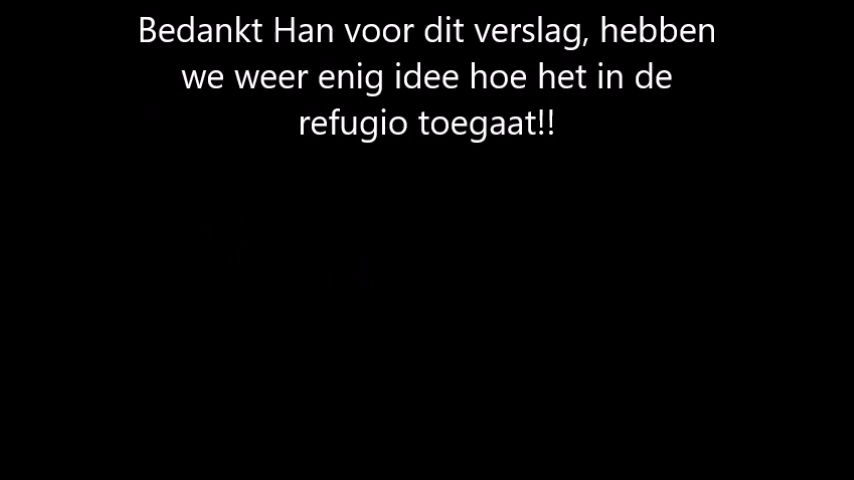 Bedankt Han voor dit verslag, hebben
we weer enig idee hoe het in de
refugio toegaat!!